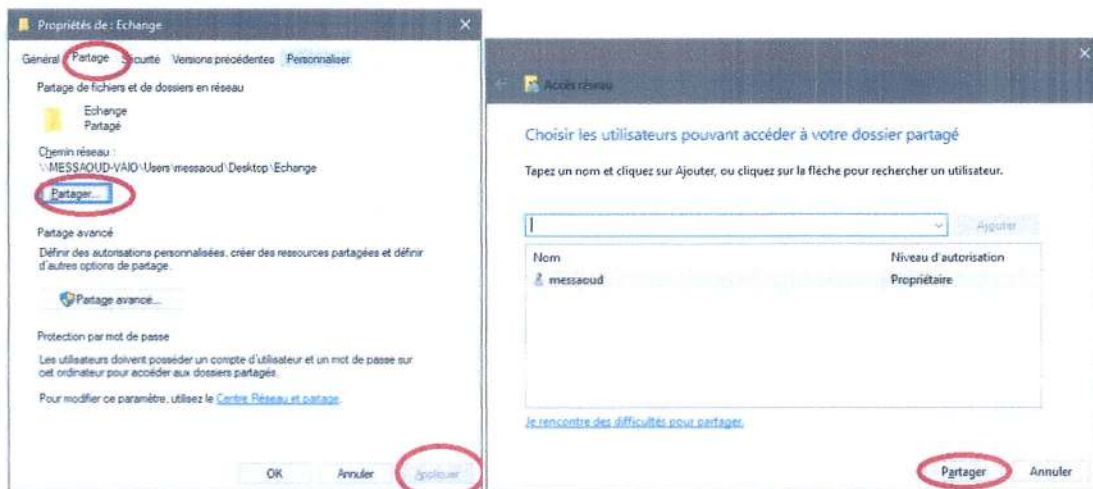 Propriétés de : Echange
Général Partage Sécurité Versions précédentes Personnaliser
Partage de fichiers et de dossiers en réseau
Echange
Partagé
Chemin réseau :
\\MESSAOUD-VAIO\Users\messaoud\Desktop\Echange
Partager...
Partage avancé
Définir des autorisations personnalisées, créer des ressources partagées et définir
d'autres options de partage.
Partage avancé...
Protection par mot de passe
Les utilisateurs doivent posséder un compte d'utilisateur et un mot de passe sur
cet ordinateur pour accéder aux dossiers partagés.
Pour modifier ce paramètre, utilisez le Centre Réseau et partage.
OK Annuler Appliquer
Accès réseau
Choisir les utilisateurs pouvant accéder à votre dossier partagé
Tapez un nom et cliquez sur Ajouter, ou cliquez sur la flèche pour rechercher un utilisateur.
Ajouter
Nom Niveau d'autorisation
messaoud Propriétaire
Je rencontre des difficultés pour partager.
Partager Annuler